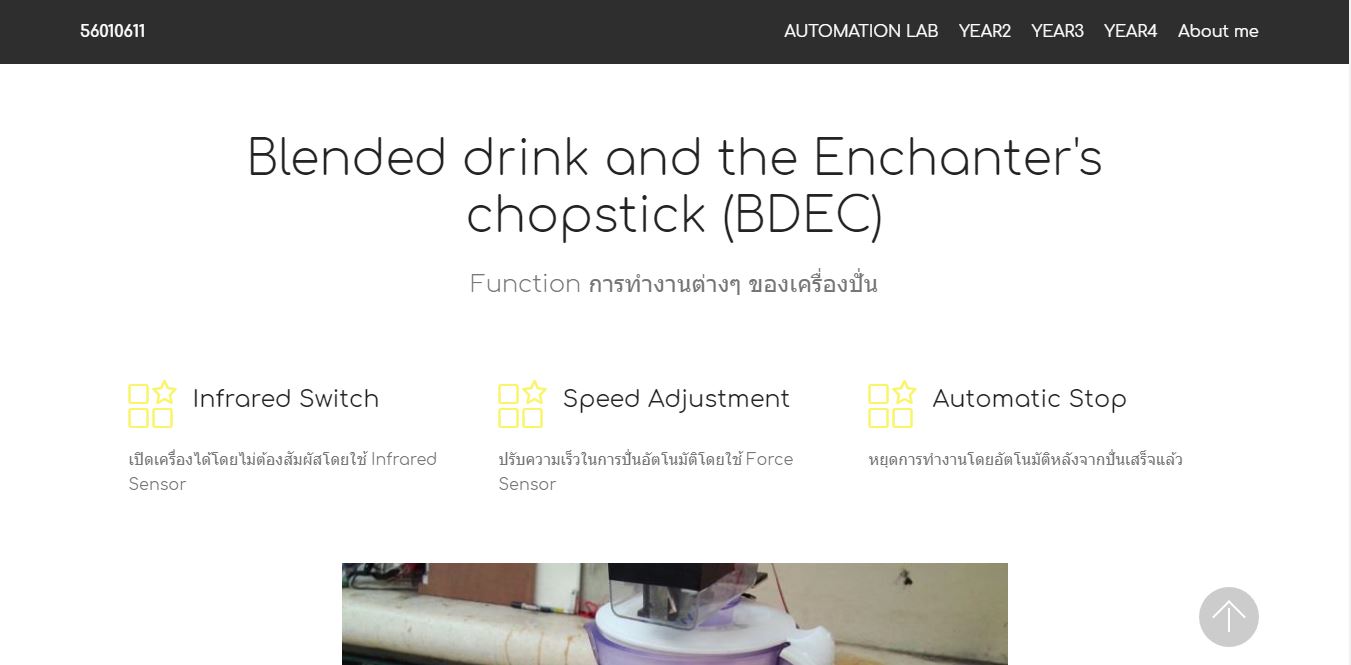 56010611 AUTOMATION LAB YEAR2 YEAR3 YEAR4 About me
Blended drink and the Enchanter's
chopstick (BDEC)
Function การทำงานต่างๆ ของเครื่องปั่น
Infrared Switch
เปิดเครื่องได้โดยไม่ต้องสัมผัสโดยใช้ Infrared
Sensor
Speed Adjustment
ปรับความเร็วในการปั่นอัตโนมัติโดยใช้ Force
Sensor
Automatic Stop
หยุดการทำงานโดยอัตโนมัติหลังจากปั่นเสร็จแล้ว